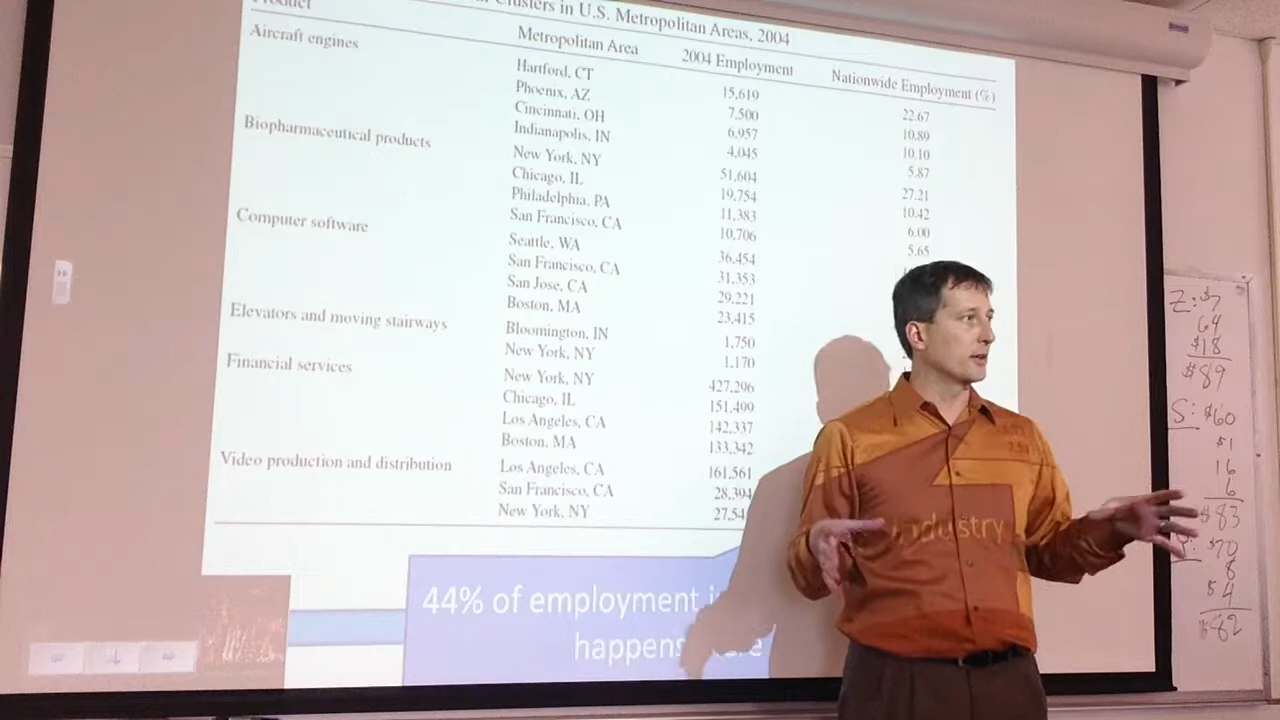 Clusters in U.S. Metropolitan Areas, 2004
Product Metropolitan Area 2004 Employment Nationwide Employment (%)
Aircraft engines Hartford, CT 15,619 22.67
Phoenix, AZ 7,500 10.89
Cincinnati, OH 6,957 10.10
Indianapolis, IN 4,045 5.87
Biopharmaceutical products New York, NY 51,604 27.21
Chicago, IL 19,754 10.42
Philadelphia, PA 11,383 6.00
San Francisco, CA 10,706 5.65
Computer software Seattle, WA 36,454
San Francisco, CA 31,353
San Jose, CA 29,221
Boston, MA 23,415
Elevators and moving stairways Bloomington, IN 1,750
New York, NY 1,170
Financial services New York, NY 427,296
Chicago, IL 151,499
Los Angeles, CA 142,337
Boston, MA 133,342
Video production and distribution Los Angeles, CA 161,561
San Francisco, CA 28,394
New York, NY 27,54
44% of employment industry
happens
Z: $7
64
$18
$89
S: $60
$1
16
6
$83
$70
8
$4
$82